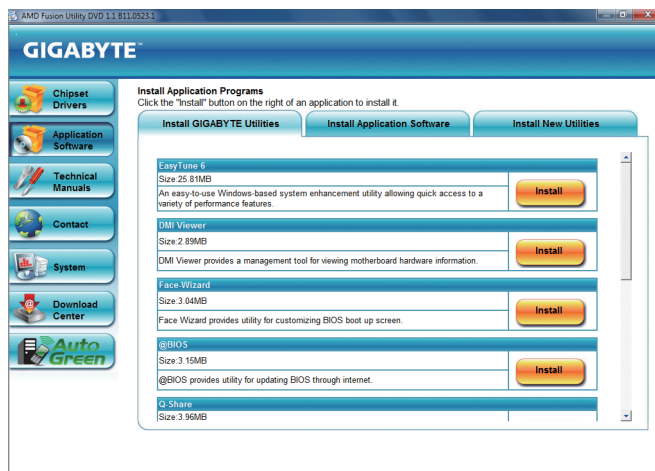 AMD Fusion Utility DVD 1.1 B11.0523.1
GIGABYTE™
Chipset
Drivers
Application
Software
Technical
Manuals
Contact
System
Download
Center
Auto
Green
Install Application Programs
Click the "Install" button on the right of an application to install it.
Install GIGABYTE Utilities
Install Application Software
Install New Utilities
EasyTune 6
Size:25.81MB
An easy-to-use Windows-based system enhancement utility allowing quick access to a
variety of performance features.
Install
DMI Viewer
Size:2.89MB
DMI Viewer provides a management tool for viewing motherboard hardware information.
Install
Face-Wizard
Size:3.04MB
Face Wizard provides utility for customizing BIOS boot up screen.
Install
@BIOS
Size:3.15MB
@BIOS provides utility for updating BIOS through internet.
Install
Q-Share
Size:3.96MB